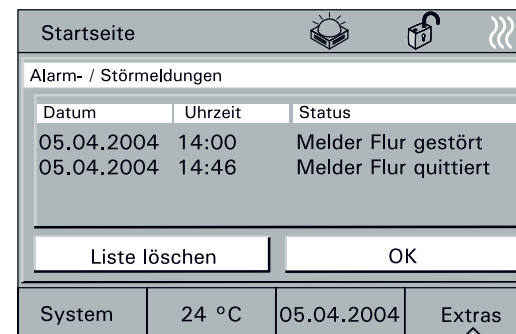 Startseite
Alarm- / Störmeldungen
Datum Uhrzeit Status
05.04.2004 14:00 Melder Flur gestört
05.04.2004 14:46 Melder Flur quittiert
Liste löschen OK
System 24 °C 05.04.2004 Extras